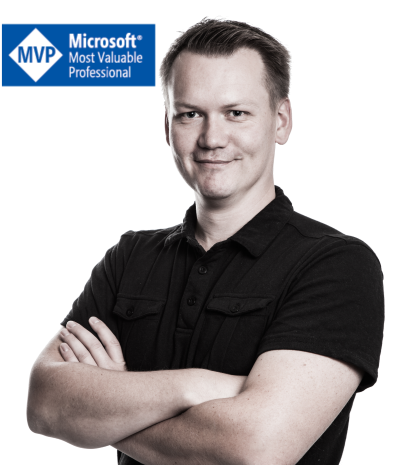 MVP
Microsoft®
Most Valuable
Professional